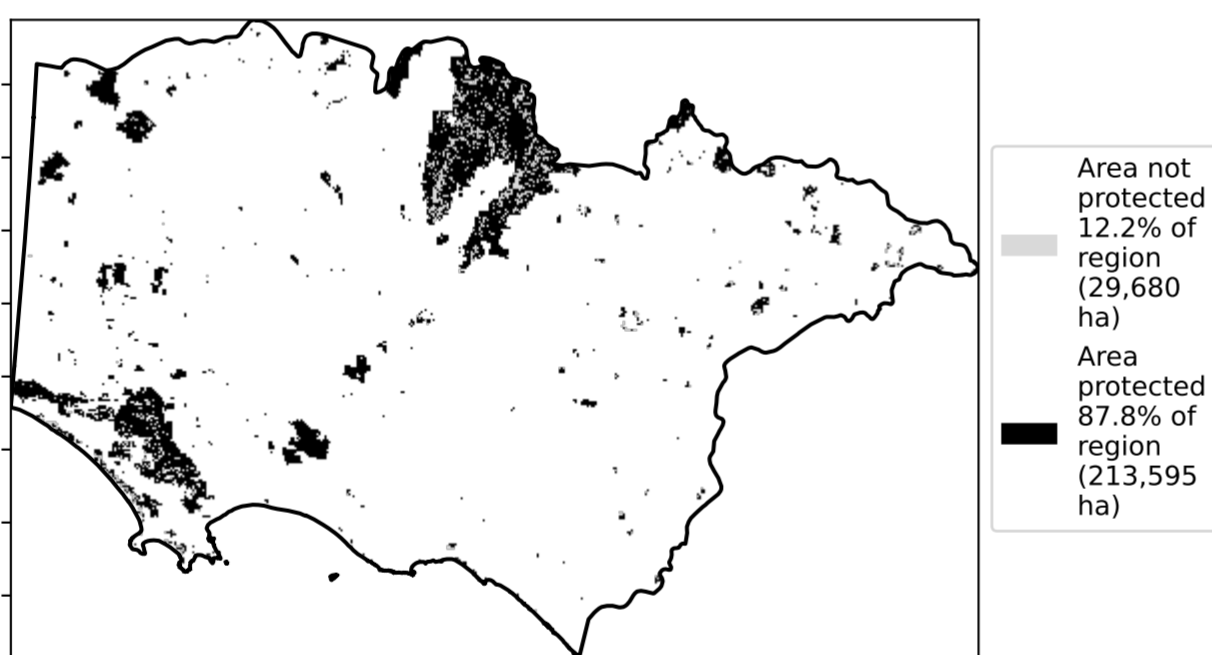 Area not
protected
12.2% of
region
(29,680
ha)
Area
protected
87.8% of
region
(213,595
ha)